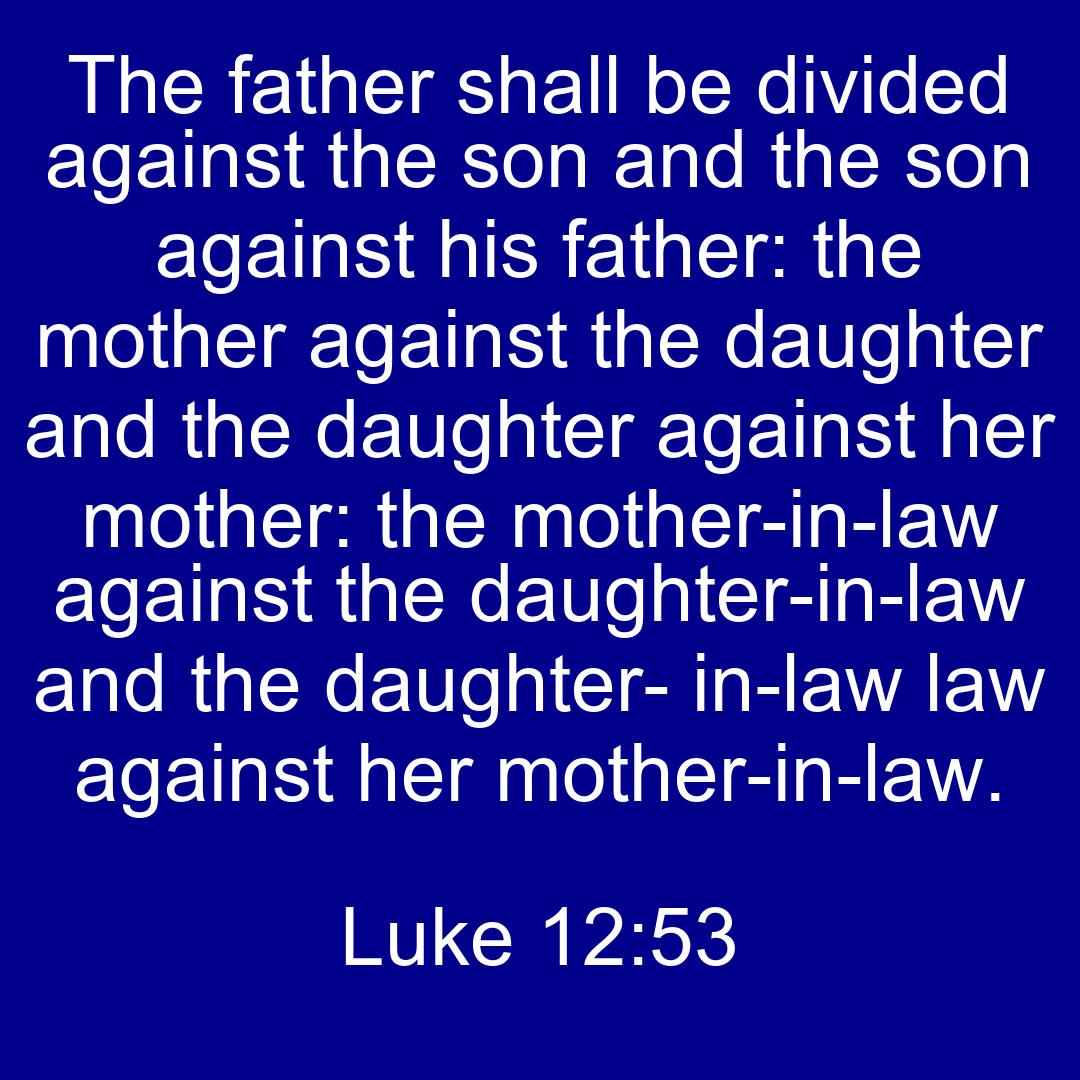 The father shall be divided
against the son and the son
against his father: the
mother against the daughter
and the daughter against her
mother: the mother-in-law
against the daughter-in-law
and the daughter- in-law law
against her mother-in-law.
Luke 12:53